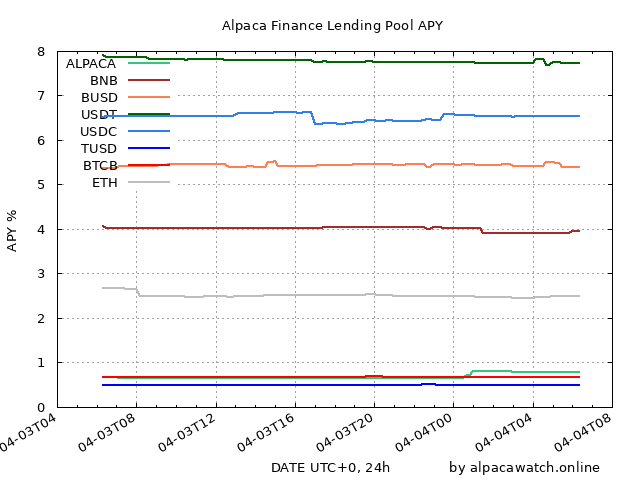 Alpaca Finance Lending Pool APY
8
7
6
5
4
3
2
1
0
APY %
ALPACA
BNB
BUSD
USDT
USDC
TUSD
BTCB
ETH
04-03T04
04-03T08
04-03T12
04-03T16
04-03T20
04-04T00
04-04T04
04-04T08
DATE UTC+0, 24h
by alpacawatch.online